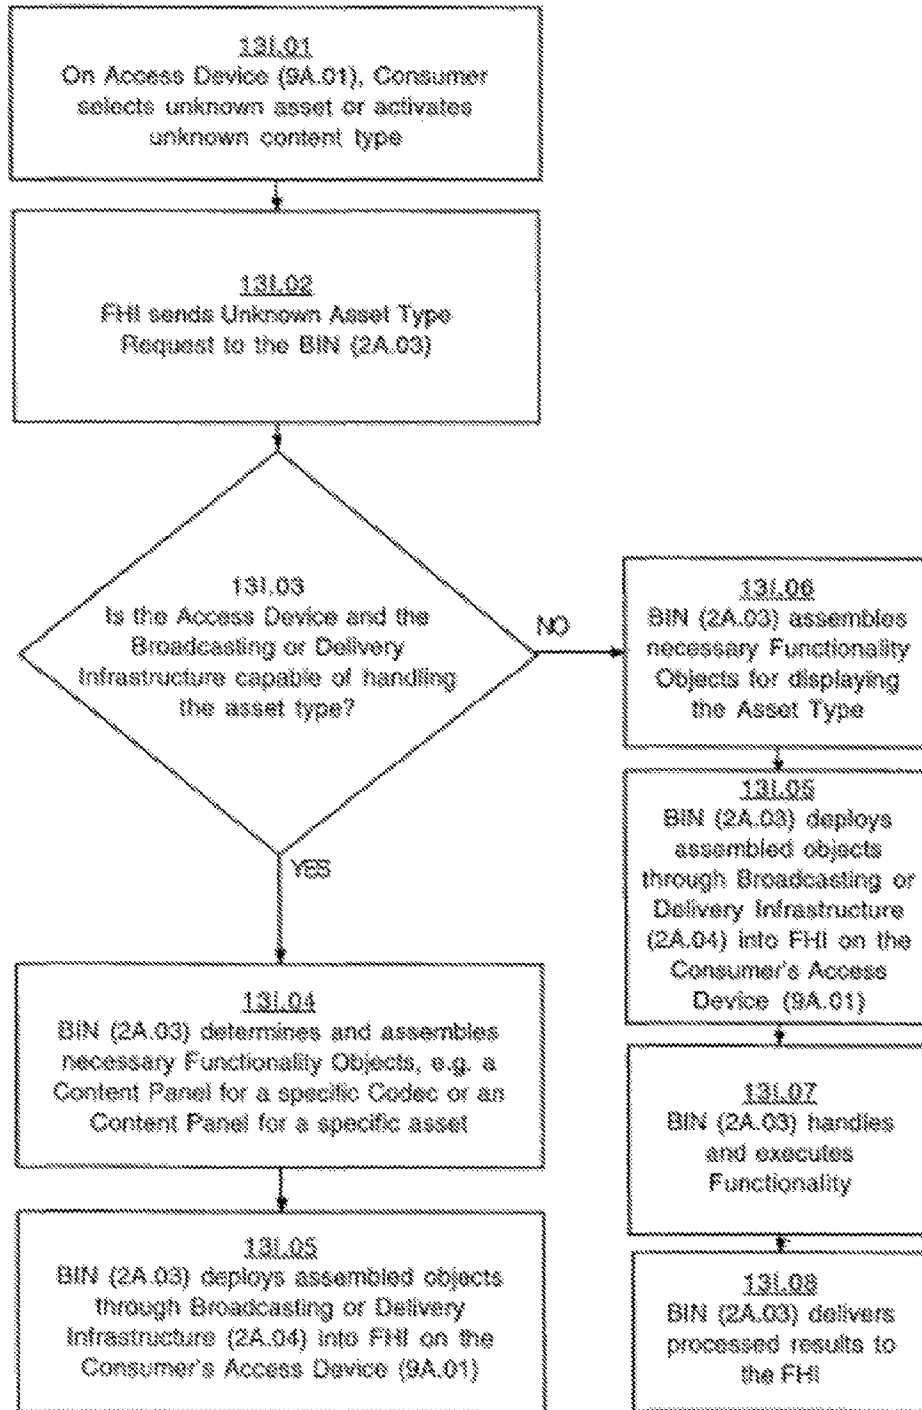 13I.01
On Access Device (9A.01), Consumer
selects unknown asset or activates
unknown content type
13I.02
FHI sends Unknown Asset Type
Request to the BIN (2A.03)
13I.03
Is the Access Device and the
Broadcasting or Delivery
Infrastructure capable of handling
the asset type?
NO
YES
13I.04
BIN (2A.03) determines and assembles
necessary Functionality Objects, e.g. a
Content Panel for a specific Codec or an
Content Panel for a specific asset
13I.05
BIN (2A.03) deploys assembled objects
through Broadcasting or Delivery
Infrastructure (2A.04) into FHI on the
Consumer's Access Device (9A.01)
13I.06
BIN (2A.03) assembles
necessary Functionality
Objects for displaying
the Asset Type
13I.05
BIN (2A.03) deploys
assembled objects
through Broadcasting or
Delivery Infrastructure
(2A.04) into FHI on the
Consumer's Access
Device (9A.01)
13I.07
BIN (2A.03) handles
and executes
Functionality
13I.08
BIN (2A.03) delivers
processed results to
the FHI